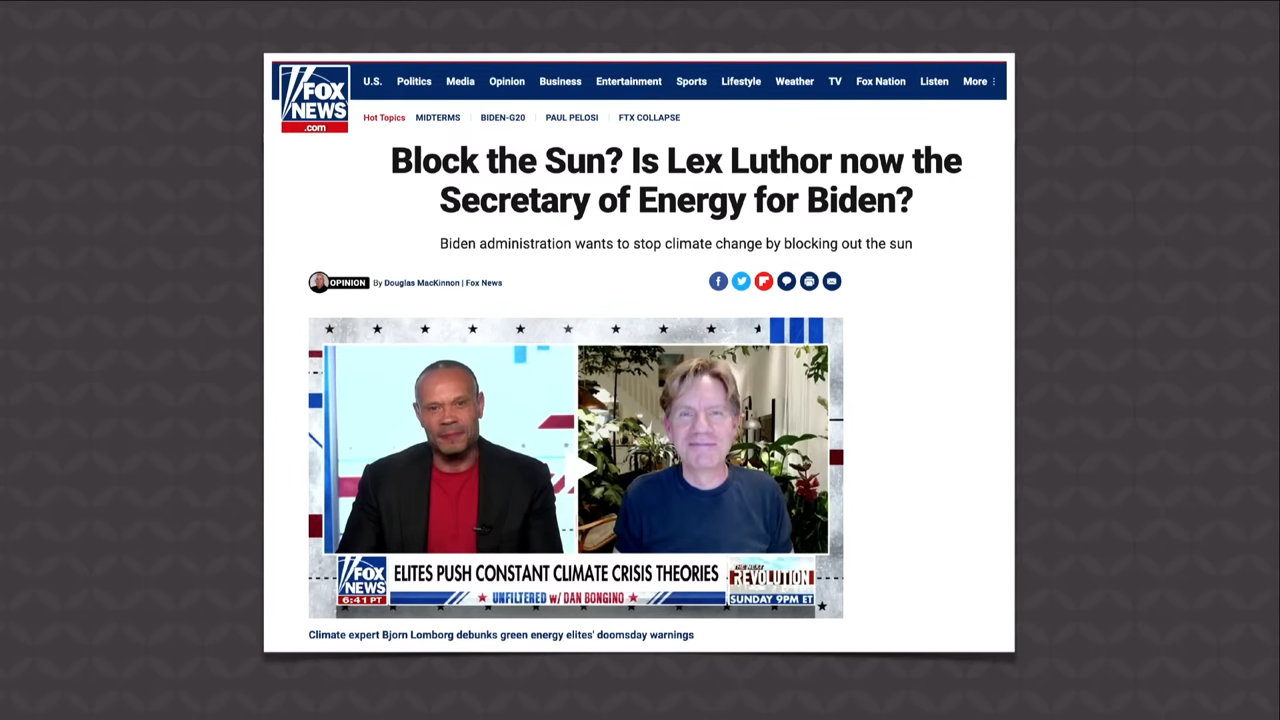 FOX
NEWS
.com
U.S. Politics Media Opinion Business Entertainment Sports Lifestyle Weather TV Fox Nation Listen More
Hot Topics MIDTERMS BIDEN-G20 PAUL PELOSI FTX COLLAPSE
Block the Sun? Is Lex Luthor now the
Secretary of Energy for Biden?
Biden administration wants to stop climate change by blocking out the sun
OPINION By Douglas MacKinnon | Fox News
FOX
NEWS
6:41 PT
ELITES PUSH CONSTANT CLIMATE CRISIS THEORIES
UNFILTERED w/ DAN BONGINO
THE NEXT
REVOLUTION
SUNDAY 9PM ET
Climate expert Bjorn Lomborg debunks green energy elites' doomsday warnings